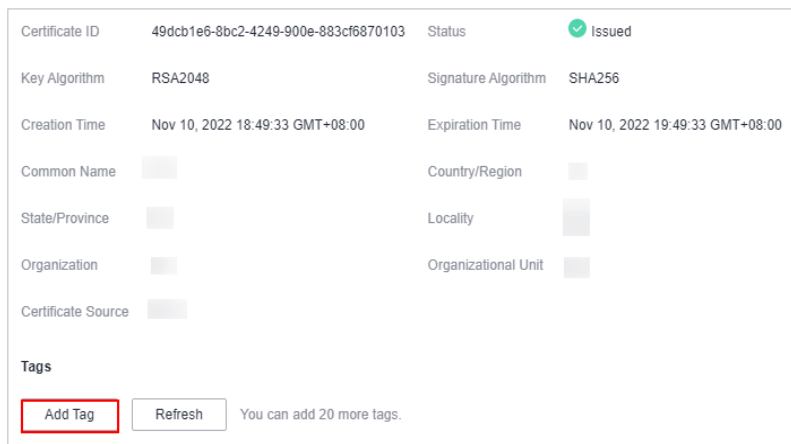 Certificate ID 49dcb1e6-8bc2-4249-900e-883cf6870103 Status Issued
Key Algorithm RSA2048 Signature Algorithm SHA256
Creation Time Nov 10, 2022 18:49:33 GMT+08:00 Expiration Time Nov 10, 2022 19:49:33 GMT+08:00
Common Name Country/Region
State/Province Locality
Organization Organizational Unit
Certificate Source
Tags
Add Tag Refresh You can add 20 more tags.